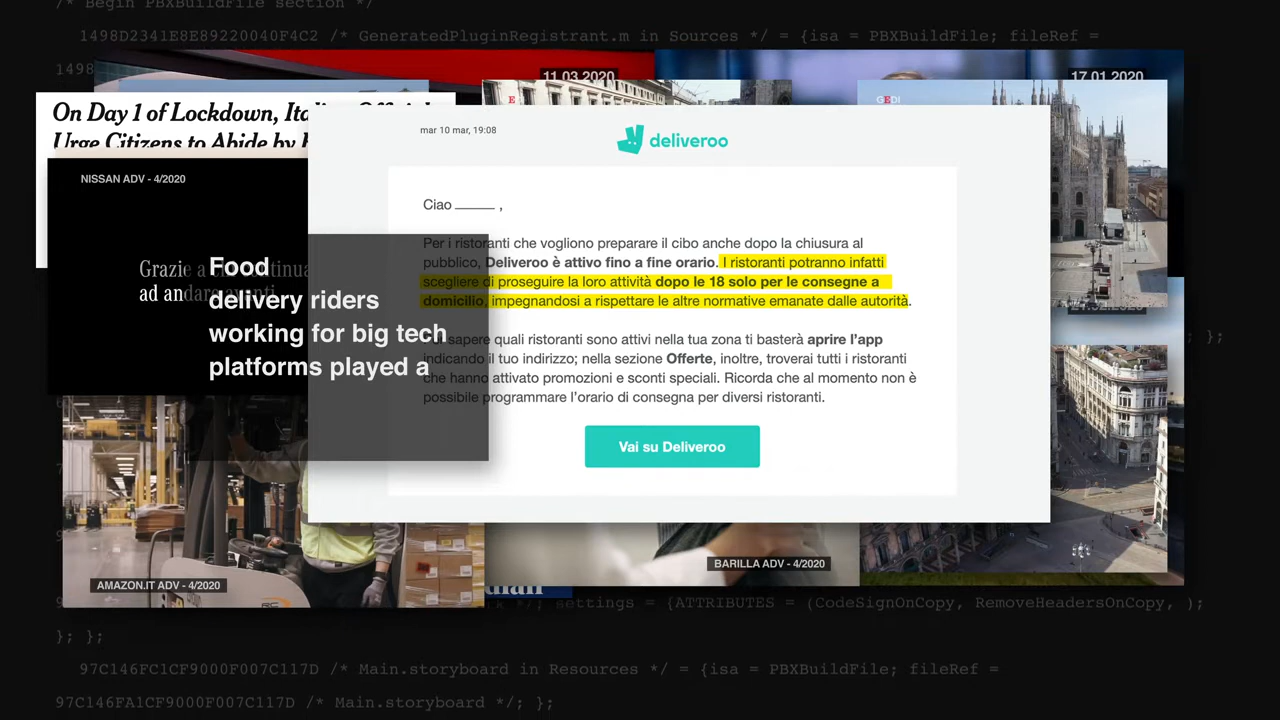 /* Begin PBXBuildFile section */
1498D2341E8E89220040F4C2 /* GeneratedPluginRegistrant.m in Sources */ = {isa = PBXBuildFile; fileRef =
1498
11.03.2020
17.01.2020
GEDI
On Day 1 of Lockdown,
Urge Citizens to Abide by
NISSAN ADV - 4/2020
Grazie a
ad andare avanti
Food
delivery riders
working for big tech
platforms played a
mar 10 mar, 19:08
deliveroo
Ciao ,
Per i ristoranti che vogliono preparare il cibo anche dopo la chiusura al
pubblico, Deliveroo è attivo fino a fine orario. I ristoranti potranno infatti
scegliere di proseguire la loro attività dopo le 18 solo per le consegne a
domicilio, impegnandosi a rispettare le altre normative emanate dalle autorità.
sapere quali ristoranti sono attivi nella tua zona ti basterà aprire l'app
indicando il tuo indirizzo; nella sezione Offerte, inoltre, troverai tutti i ristoranti
che hanno attivato promozioni e sconti speciali. Ricorda che al momento non è
possibile programmare l'orario di consegna per diversi ristoranti.
Vai su Deliveroo
}; };
AMAZON.IT ADV - 4/2020
BARILLA ADV - 4/2020
settings = {ATTRIBUTES = (CodeSignOnCopy, RemoveHeadersOnCopy, );
}; };
97C146FC1CF9000F007C117D /* Main.storyboard in Resources */ = {isa = PBXBuildFile; fileRef =
97C146FA1CF9000F007C117D /* Main.storyboard */; };